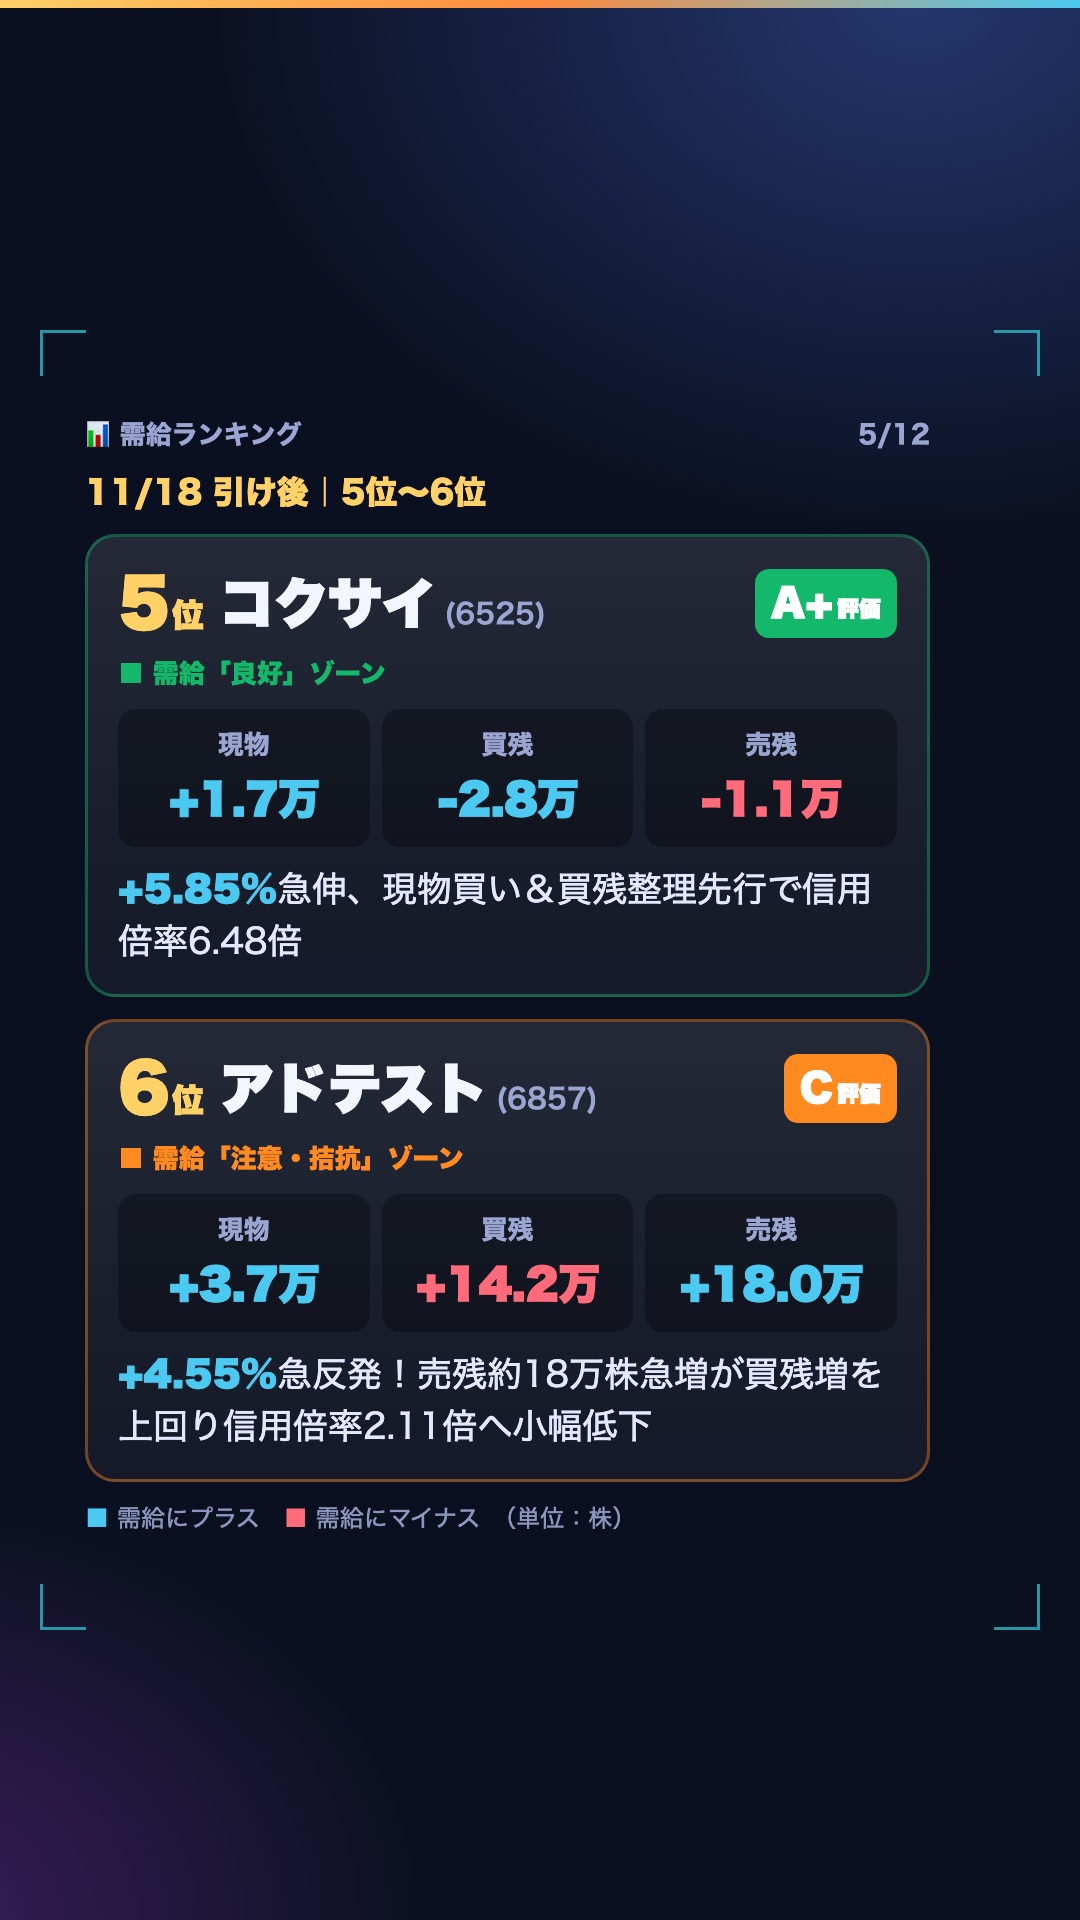 📊 需給ランキング 5/12
11/18 引け後｜5位〜6位
5位 コクサイ (6525) A+評価
■ 需給「良好」ゾーン
現物 買残 売残
+1.7万 -2.8万 -1.1万
+5.85%急伸、現物買い＆買残整理先行で信用
倍率6.48倍
6位 アドテスト (6857) C評価
■ 需給「注意・拮抗」ゾーン
現物 買残 売残
+3.7万 +14.2万 +18.0万
+4.55%急反発！売残約18万株急増が買残増を
上回り信用倍率2.11倍へ小幅低下
■ 需給にプラス ■ 需給にマイナス （単位：株）